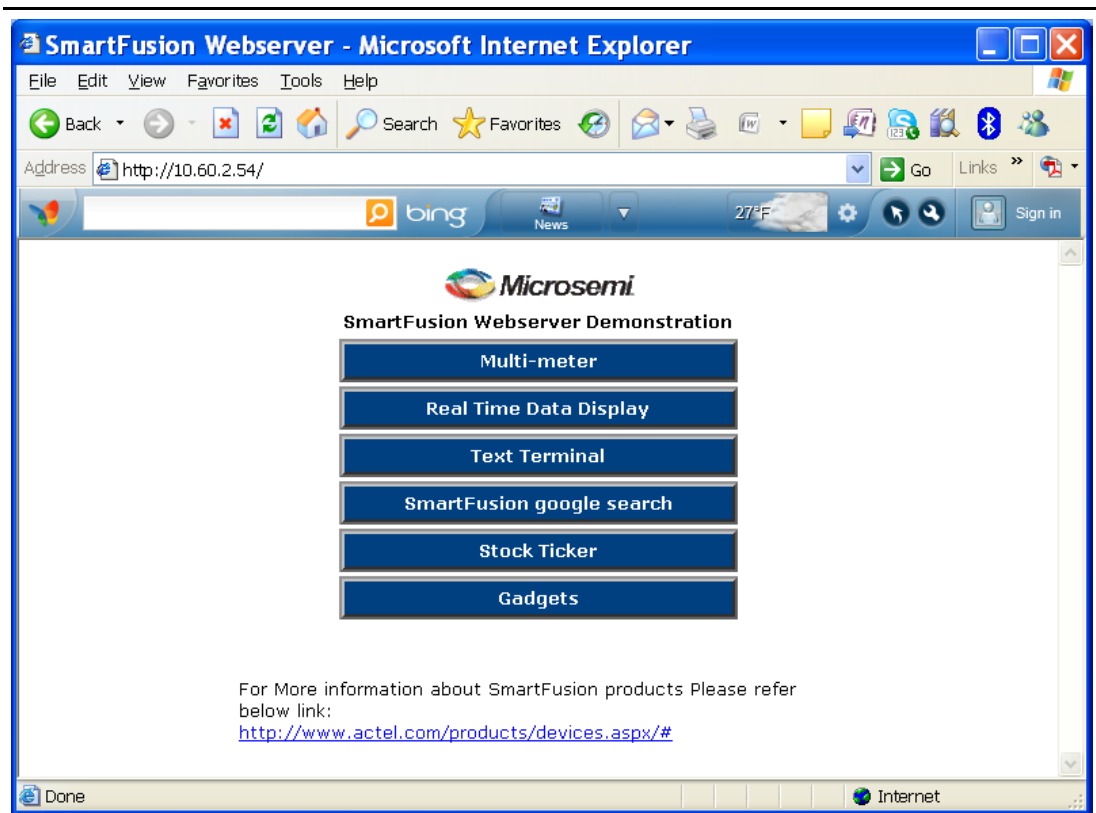 SmartFusion Webserver - Microsoft Internet Explorer
File Edit View Favorites Tools Help
Back Search Favorites
Address http://10.60.2.54/ Go Links »
bing News 27°F Sign in
Microsemi
SmartFusion Webserver Demonstration
Multi-meter
Real Time Data Display
Text Terminal
SmartFusion google search
Stock Ticker
Gadgets
For More information about SmartFusion products Please refer
below link:
http://www.actel.com/products/devices.aspx/#
Done Internet